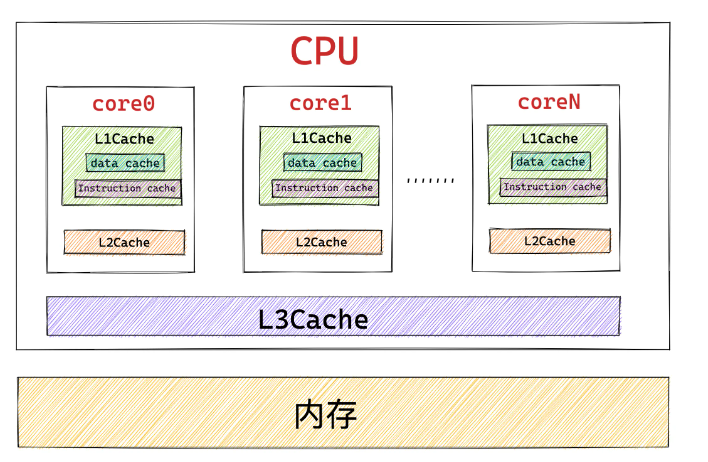 CPU
core0
L1Cache
data cache
Instruction cache
L2Cache
core1
L1Cache
data cache
Instruction cache
L2Cache
.......
coreN
L1Cache
data cache
Instruction cache
L2Cache
L3Cache
内存